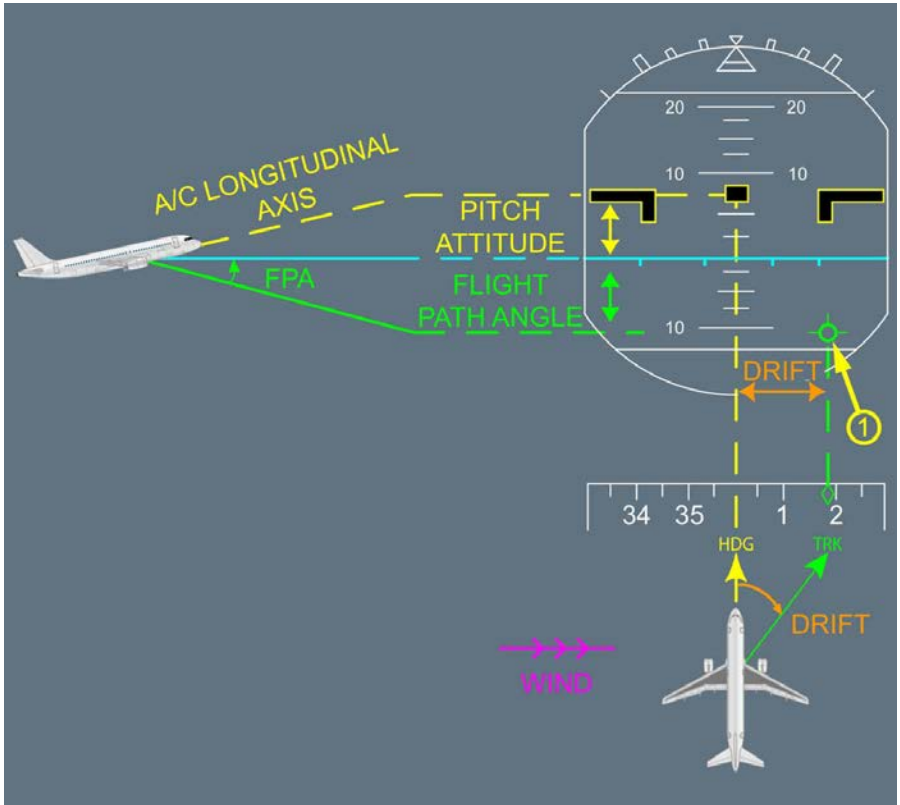 20 20
10 10
A/C LONGITUDINAL
AXIS
PITCH
ATTITUDE
FPA
FLIGHT
PATH ANGLE
10
DRIFT
1
34 35 1 2
HDG TRK
DRIFT
WIND